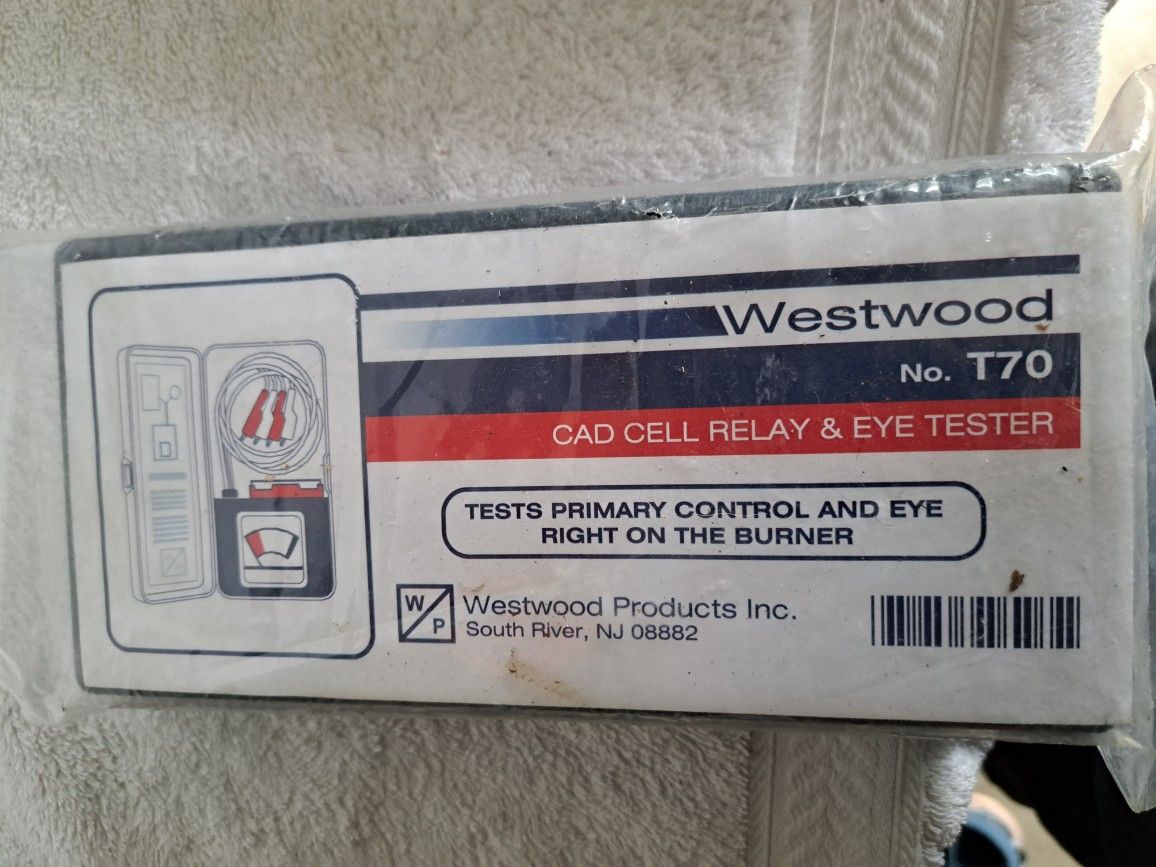 Westwood
No. T70
CAD CELL RELAY & EYE TESTER
TESTS PRIMARY CONTROL AND EYE
RIGHT ON THE BURNER
W/P Westwood Products Inc.
South River, NJ 08882